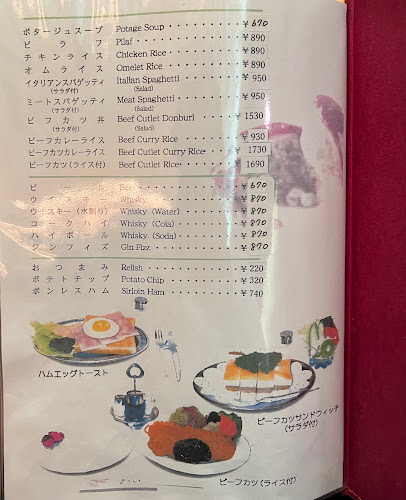 ポタージュスープ Potage Soup ¥670
ピラフ Pilaf ¥890
チキンライス Chicken Rice ¥890
オムライス Omelet Rice ¥890
イタリアンスパゲッティ Italian Spaghetti ¥950
(サラダ付) (Salad)
ミートスパゲッティ Meat Spaghetti ¥950
(サラダ付) (Salad)
ビフカツ丼 Beef Cutlet Donburi ¥1530
(サラダ付) (Salad)
ビーフカレーライス Beef Curry Rice ¥930
ビーフカツカレーライス Beef Cutlet Curry Rice ¥1730
ビーフカツ(ライス付) Beef Cutlet Rice ¥1690
ビール Beer ¥670
ウイスキー Whisky ¥870
ウイスキー(水割り) Whisky (Water) ¥870
コークハイ Whisky (Cola) ¥870
ハイボール Whisky (Soda) ¥870
ジンフィズ Gin Fizz ¥870
おつまみ Relish ¥220
ポテトチップ Potato Chip ¥320
ボンレスハム Sirloin Ham ¥740
ハムエッグトースト
ビーフカツサンドウィッチ
(サラダ付)
ビーフカツ(ライス付)